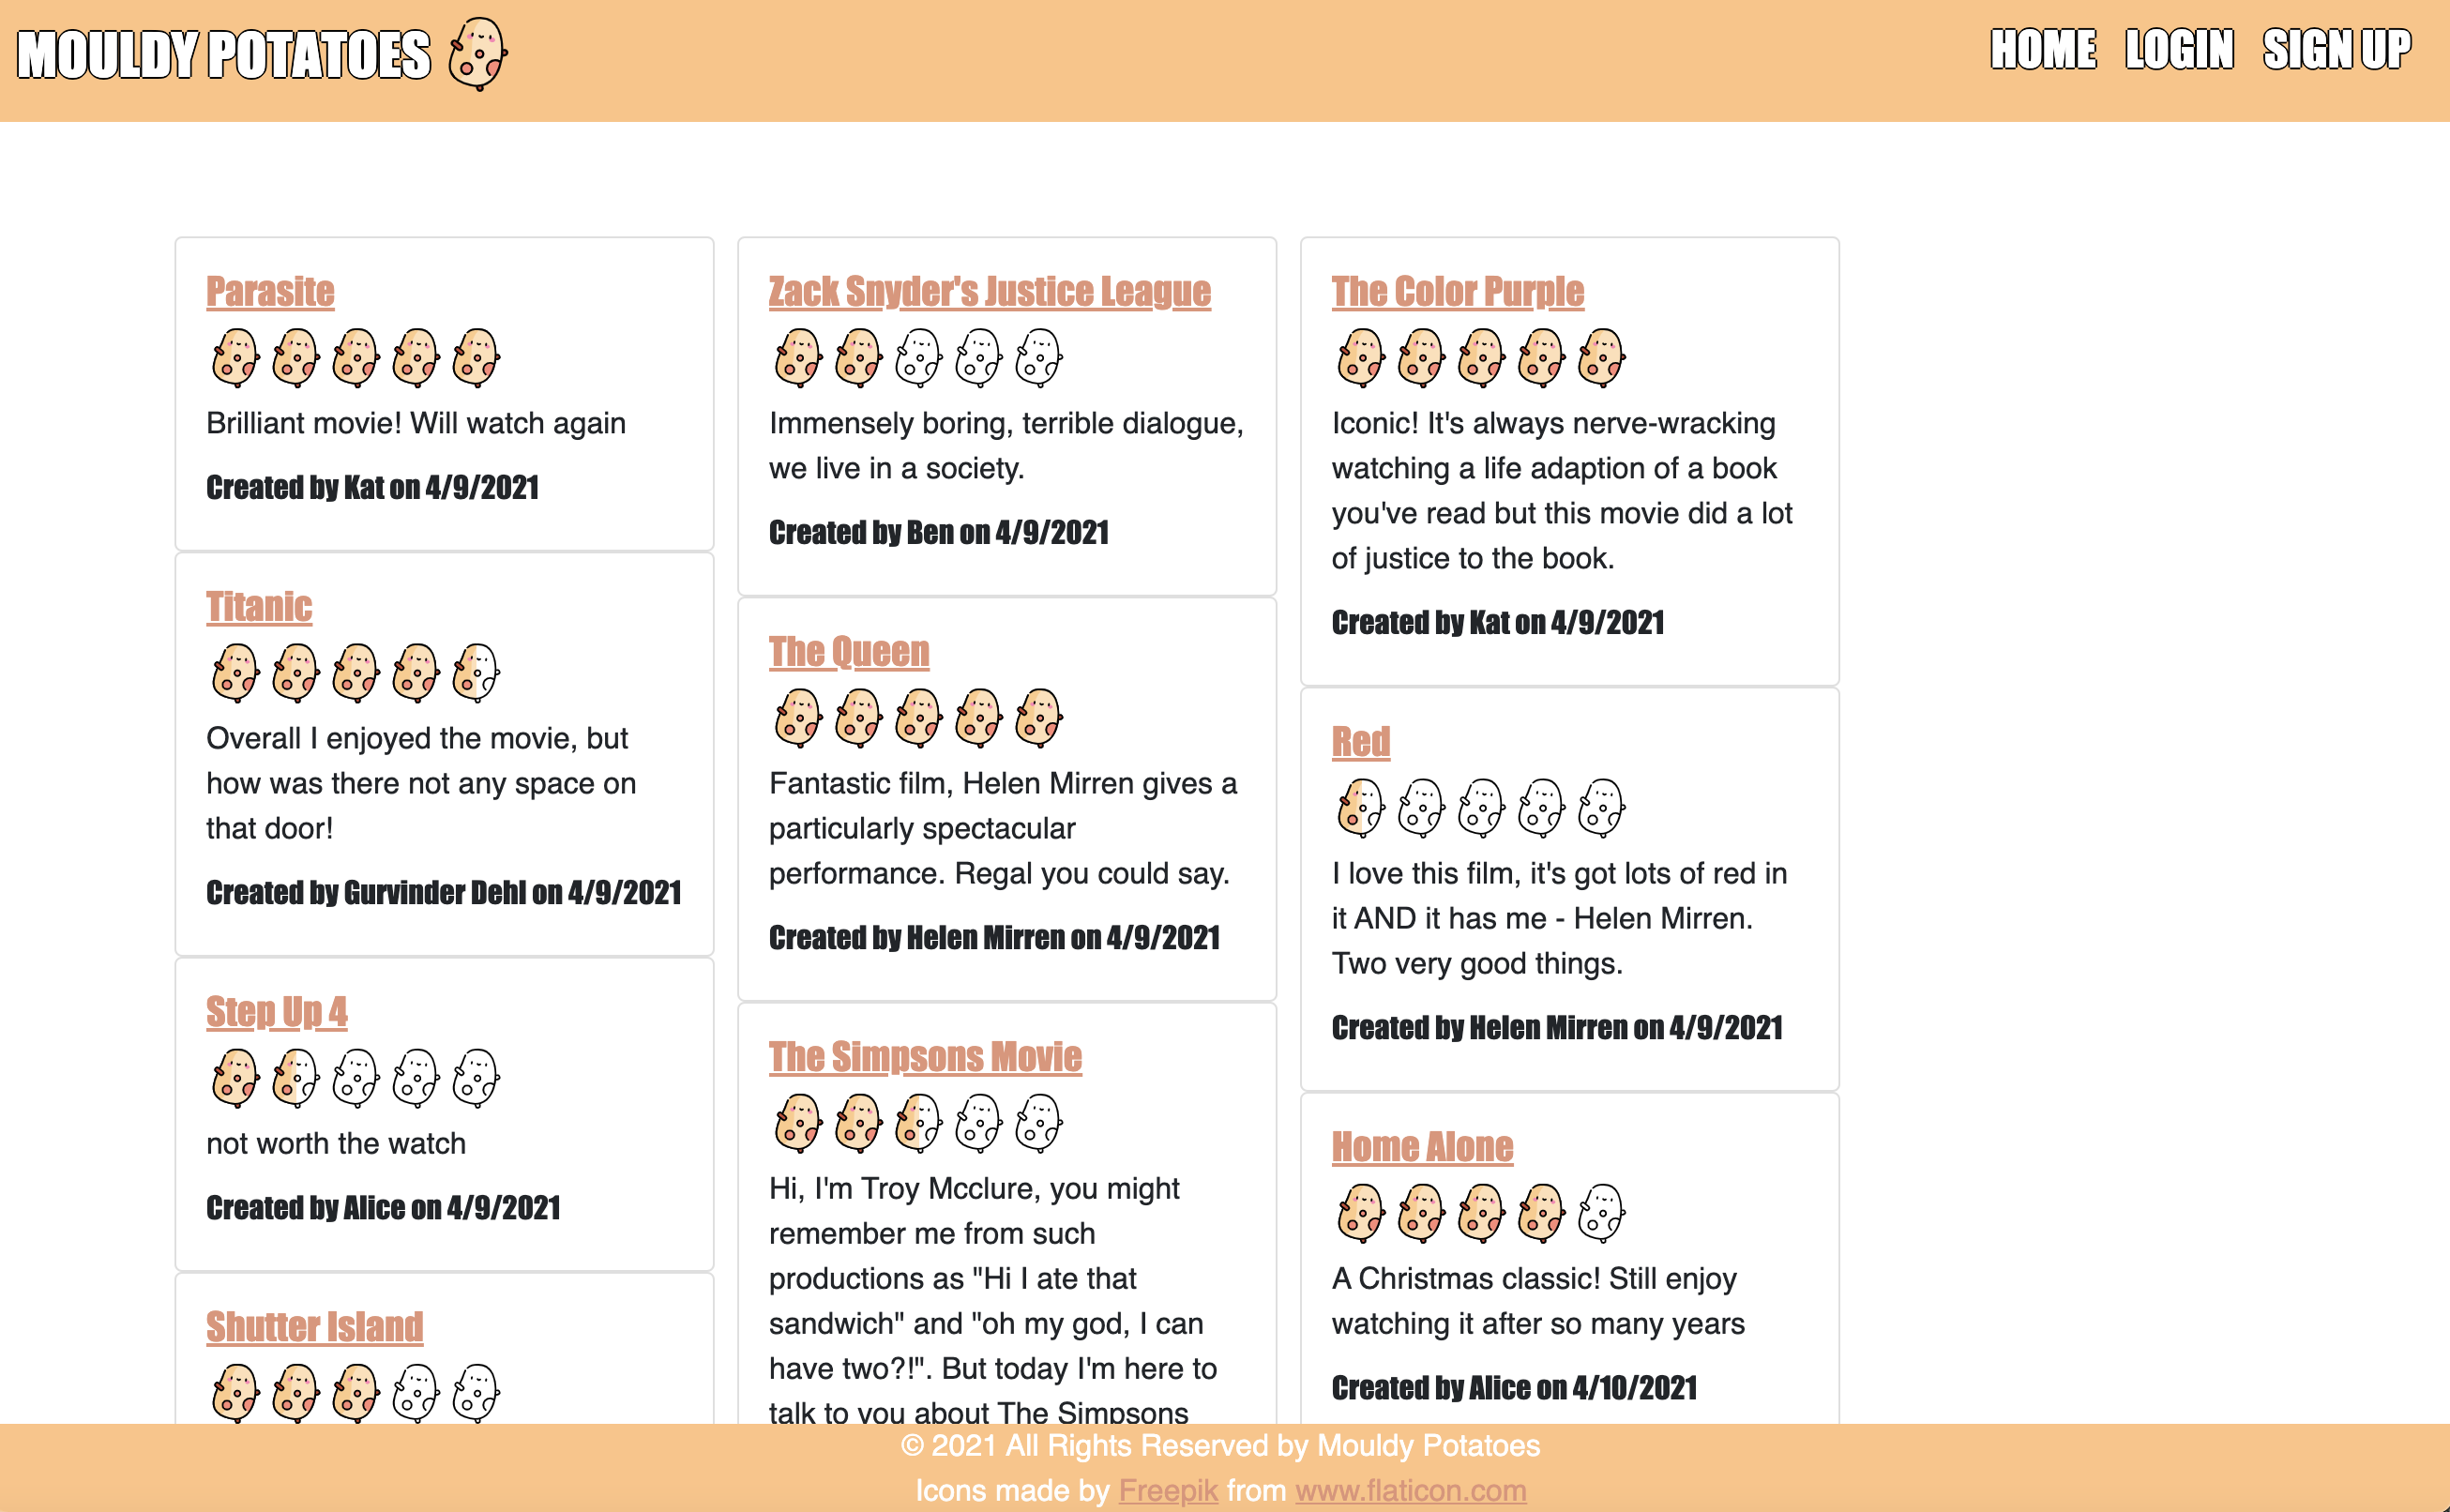 MOULDY POTATOES
HOME LOGIN SIGN UP
Parasite
Brilliant movie! Will watch again
Created by Kat on 4/9/2021
Titanic
Overall I enjoyed the movie, but
how was there not any space on
that door!
Created by Gurvinder Dehl on 4/9/2021
Step Up 4
not worth the watch
Created by Alice on 4/9/2021
Shutter Island
Zack Snyder's Justice League
Immensely boring, terrible dialogue,
we live in a society.
Created by Ben on 4/9/2021
The Queen
Fantastic film, Helen Mirren gives a
particularly spectacular
performance. Regal you could say.
Created by Helen Mirren on 4/9/2021
The Simpsons Movie
Hi, I'm Troy Mcclure, you might
remember me from such
productions as "Hi I ate that
sandwich" and "oh my god, I can
have two?!". But today I'm here to
talk to you about The Simpsons
The Color Purple
Iconic! It's always nerve-wracking
watching a life adaption of a book
you've read but this movie did a lot
of justice to the book.
Created by Kat on 4/9/2021
Red
I love this film, it's got lots of red in
it AND it has me - Helen Mirren.
Two very good things.
Created by Helen Mirren on 4/9/2021
Home Alone
A Christmas classic! Still enjoy
watching it after so many years
Created by Alice on 4/10/2021
© 2021 All Rights Reserved by Mouldy Potatoes
Icons made by Freepik from www.flaticon.com